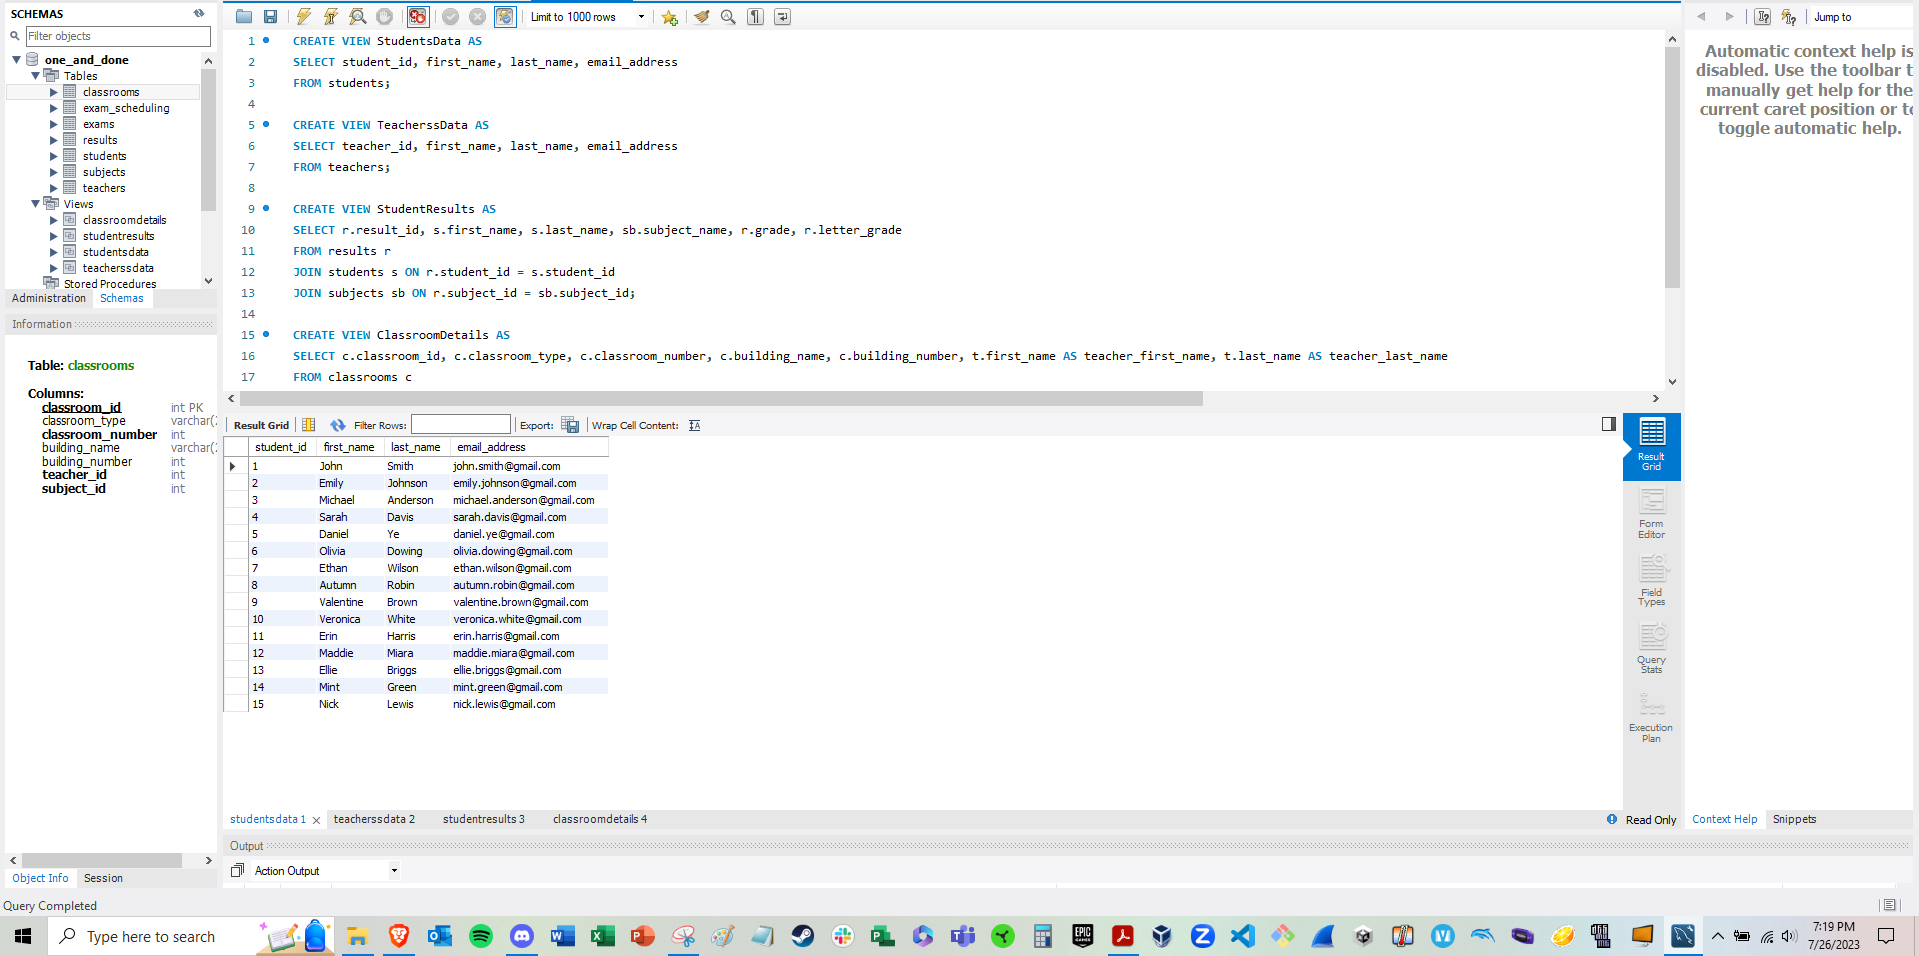 SCHEMAS
Filter objects
one_and_done
Tables
classrooms
exam_scheduling
exams
results
students
subjects
teachers
Views
classroomdetails
studentresults
studentsdata
teacherssdata
Stored Procedures
Administration Schemas
Information
Table: classrooms
Columns:
classroom_id int PK
classroom_type varchar(2
classroom_number int
building_name varchar(2
building_number int
teacher_id int
subject_id int
Object Info Session
Query Completed
Limit to 1000 rows
1 CREATE VIEW StudentsData AS
2 SELECT student_id, first_name, last_name, email_address
3 FROM students;
4
5 CREATE VIEW TeacherssData AS
6 SELECT teacher_id, first_name, last_name, email_address
7 FROM teachers;
8
9 CREATE VIEW StudentResults AS
10 SELECT r.result_id, s.first_name, s.last_name, sb.subject_name, r.grade, r.letter_grade
11 FROM results r
12 JOIN students s ON r.student_id = s.student_id
13 JOIN subjects sb ON r.subject_id = sb.subject_id;
14
15 CREATE VIEW ClassroomDetails AS
16 SELECT c.classroom_id, c.classroom_type, c.classroom_number, c.building_name, c.building_number, t.first_name AS teacher_first_name, t.last_name AS teacher_last_name
17 FROM classrooms c
Result Grid Filter Rows: Export: Wrap Cell Content:
student_id first_name last_name email_address
1 John Smith john.smith@gmail.com
2 Emily Johnson emily.johnson@gmail.com
3 Michael Anderson michael.anderson@gmail.com
4 Sarah Davis sarah.davis@gmail.com
5 Daniel Ye daniel.ye@gmail.com
6 Olivia Dowing olivia.dowing@gmail.com
7 Ethan Wilson ethan.wilson@gmail.com
8 Autumn Robin autumn.robin@gmail.com
9 Valentine Brown valentine.brown@gmail.com
10 Veronica White veronica.white@gmail.com
11 Erin Harris erin.harris@gmail.com
12 Maddie Miara maddie.miara@gmail.com
13 Ellie Briggs ellie.briggs@gmail.com
14 Mint Green mint.green@gmail.com
15 Nick Lewis nick.lewis@gmail.com
Result
Grid
Form
Editor
Field
Types
Query
Stats
Execution
Plan
studentsdata 1 teacherssdata 2 studentresults 3 classroomdetails 4
Read Only
Output
Action Output
Jump to
Automatic context help is
disabled. Use the toolbar t
manually get help for the
current caret position or to
toggle automatic help.
Context Help Snippets
Type here to search
7:19 PM
7/26/2023